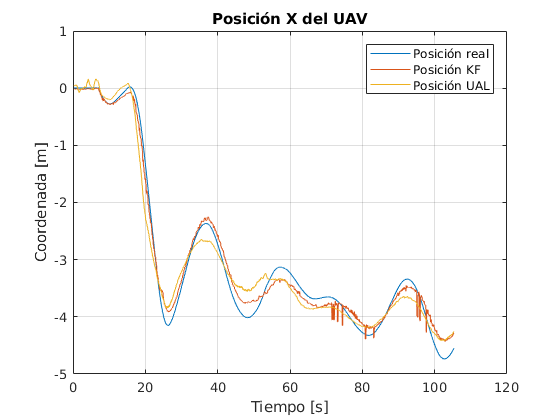 Posición X del UAV
1
0
-1
-2
-3
-4
-5
Coordenada [m]
Posición real
Posición KF
Posición UAL
0 20 40 60 80 100 120
Tiempo [s]